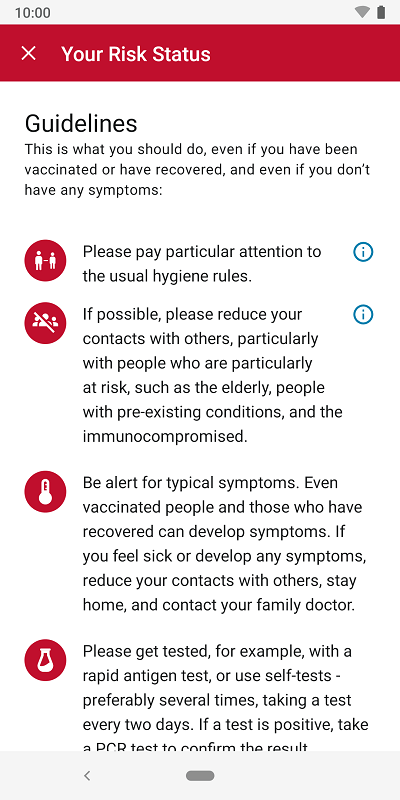 10:00
Your Risk Status
Guidelines
This is what you should do, even if you have been
vaccinated or have recovered, and even if you don't
have any symptoms:
Please pay particular attention to
the usual hygiene rules.
If possible, please reduce your
contacts with others, particularly
with people who are particularly
at risk, such as the elderly, people
with pre-existing conditions, and the
immunocompromised.
Be alert for typical symptoms. Even
vaccinated people and those who have
recovered can develop symptoms. If
you feel sick or develop any symptoms,
reduce your contacts with others, stay
home, and contact your family doctor.
Please get tested, for example, with a
rapid antigen test, or use self-tests -
preferably several times, taking a test
every two days. If a test is positive, take
a PCR test to confirm the result